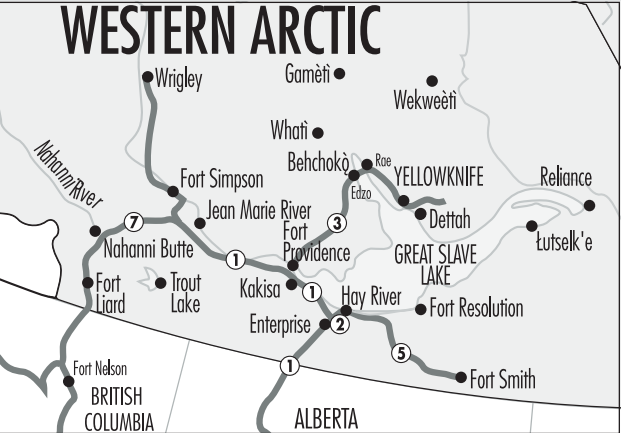 WESTERN ARCTIC
Wrigley
Gamètì
Wekweètì
Whatì
Behchokǫ̀
Rae
Edzo
YELLOWKNIFE
Reliance
Nahanni River
Fort Simpson
Jean Marie River
Dettah
Łutselk'e
7
3
Fort
Providence
Nahanni Butte
1
GREAT SLAVE
LAKE
Fort
Liard
Trout
Lake
Kakisa
1
Hay River
Fort Resolution
Enterprise
2
5
1
Fort Smith
Fort Nelson
BRITISH
COLUMBIA
ALBERTA